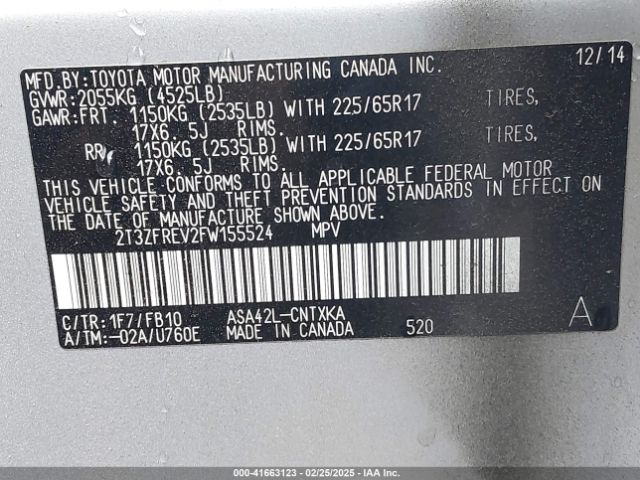 MFD.BY:TOYOTA MOTOR MANUFACTURING CANADA INC. 12/14
GVWR:2055KG (4525LB)
GAWR:FRT. 1150KG (2535LB) WITH 225/65R17 TIRES,
17X6. 5J RIMS.
RR. 1150KG (2535LB) WITH 225/65R17 TIRES,
17X6. 5J RIMS.
THIS VEHICLE CONFORMS TO ALL APPLICABLE FEDERAL MOTOR
VEHICLE SAFETY AND THEFT PREVENTION STANDARDS IN EFFECT ON
THE DATE OF MANUFACTURE SHOWN ABOVE.
2T3ZFREV2FW155524 MPV
C/TR:1F7/FB10 ASA42L-CNTXKA
A/TM:-02A/U760E MADE IN CANADA 520 A
000-41663123 - 02/25/2025 - IAA Inc.